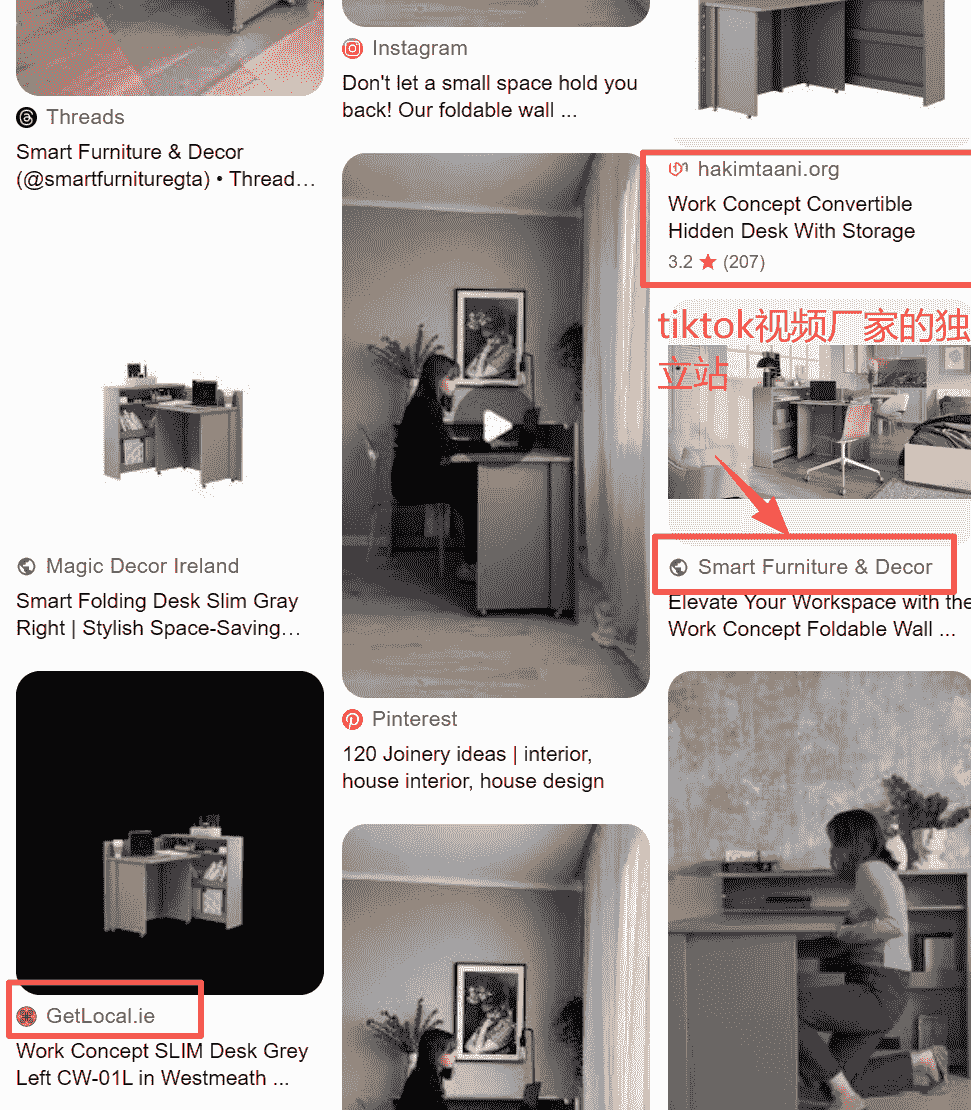 Threads
Smart Furniture & Decor
(@smartfurnituregta) • Thread…
Magic Decor Ireland
Smart Folding Desk Slim Gray
Right | Stylish Space-Saving…
GetLocal.ie
Work Concept SLIM Desk Grey
Left CW-01L in Westmeath ...
Instagram
Don't let a small space hold you
back! Our foldable wall ...
Pinterest
120 Joinery ideas | interior,
house interior, house design
hakimtaani.org
Work Concept Convertible
Hidden Desk With Storage
3.2 ★ (207)
tiktok视频厂家的独
立站
Smart Furniture & Decor
Elevate Your Workspace with the
Work Concept Foldable Wall ...